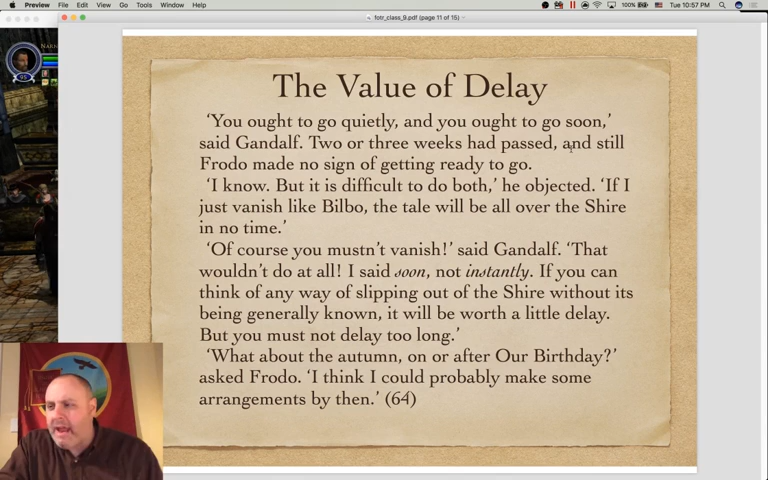 Preview File Edit View Go Tools Window Help
100% Tue 10:57 PM
fotr_class_9.pdf (page 11 of 15)
95
The Value of Delay
‘You ought to go quietly, and you ought to go soon,’
said Gandalf. Two or three weeks had passed, and still
Frodo made no sign of getting ready to go.
‘I know. But it is difficult to do both,’ he objected. ‘If I
just vanish like Bilbo, the tale will be all over the Shire
in no time.’
‘Of course you mustn’t vanish!’ said Gandalf. ‘That
wouldn’t do at all! I said soon, not instantly. If you can
think of any way of slipping out of the Shire without its
being generally known, it will be worth a little delay.
But you must not delay too long.’
‘What about the autumn, on or after Our Birthday?’
asked Frodo. ‘I think I could probably make some
arrangements by then.’ (64)